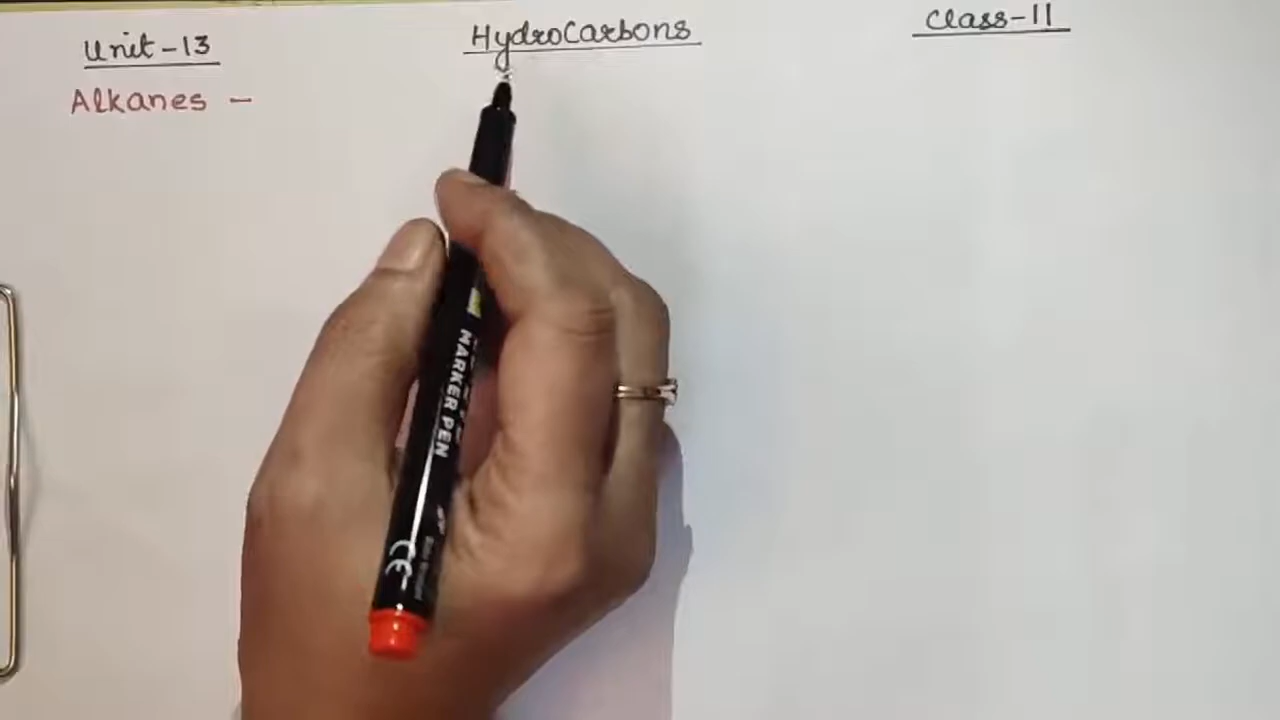 Unit-13
HydroCarbons
Class-11
Alkanes -
MARKER PEN
CE